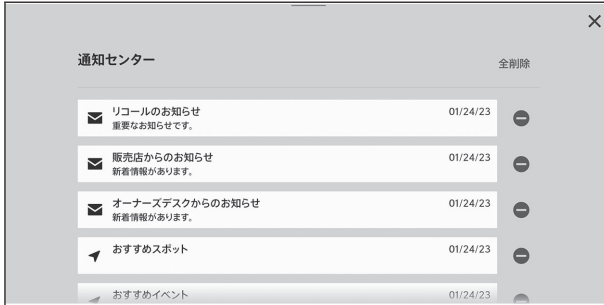 通知センター
全削除
リコールのお知らせ 01/24/23
重要なお知らせです。
販売店からのお知らせ 01/24/23
新着情報があります。
オーナーズデスクからのお知らせ 01/24/23
新着情報があります。
おすすめスポット 01/24/23
おすすめイベント 01/24/23